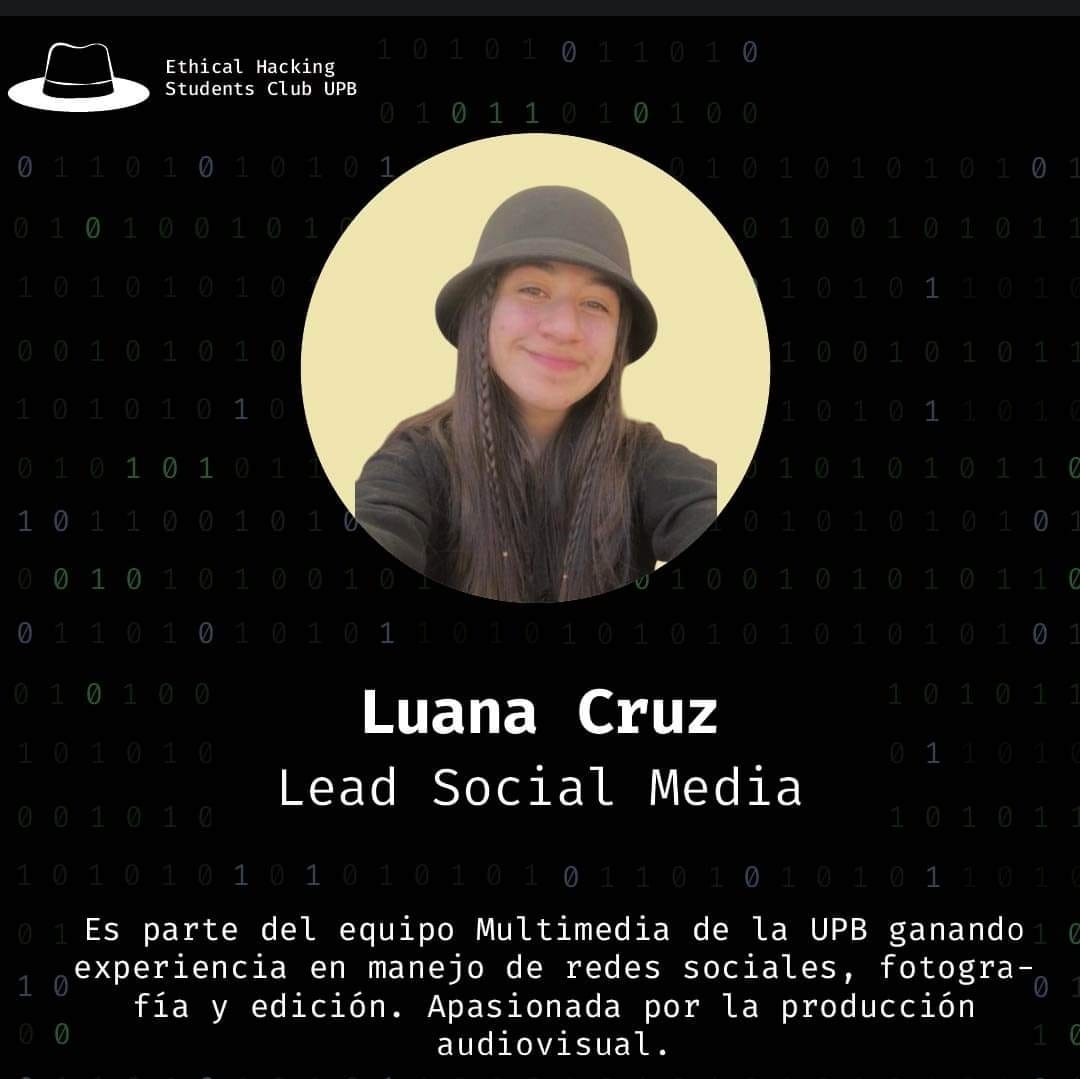 Ethical Hacking
Students Club UPB
Luana Cruz
Lead Social Media
Es parte del equipo Multimedia de la UPB ganando
experiencia en manejo de redes sociales, fotogra-
fía y edición. Apasionada por la producción
audiovisual.